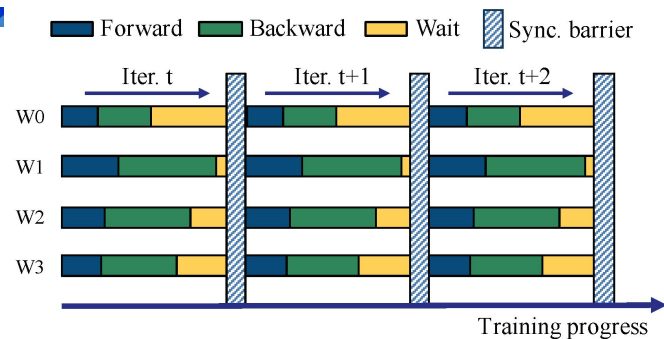 Forward Backward Wait Sync. barrier
Iter. t Iter. t+1 Iter. t+2
W0
W1
W2
W3
Training progress